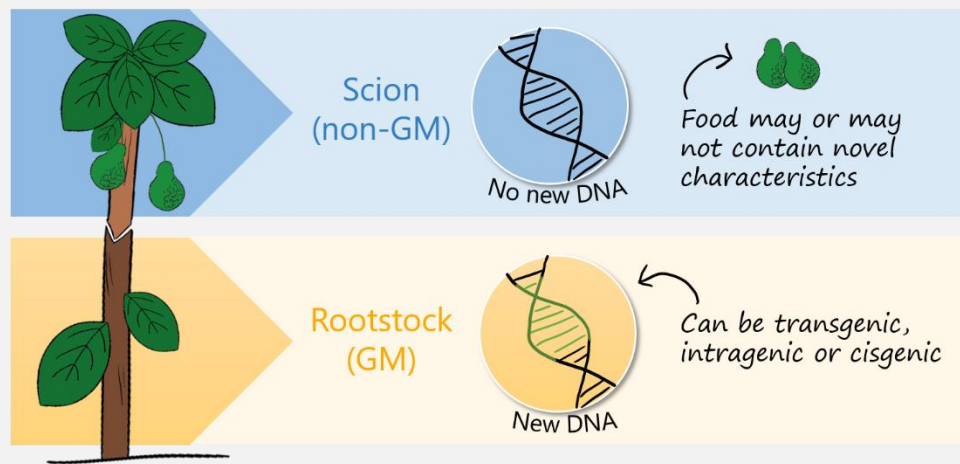 Scion
(non-GM)
No new DNA
Food may or may
not contain novel
characteristics
Rootstock
(GM)
New DNA
Can be transgenic,
intragenic or cisgenic